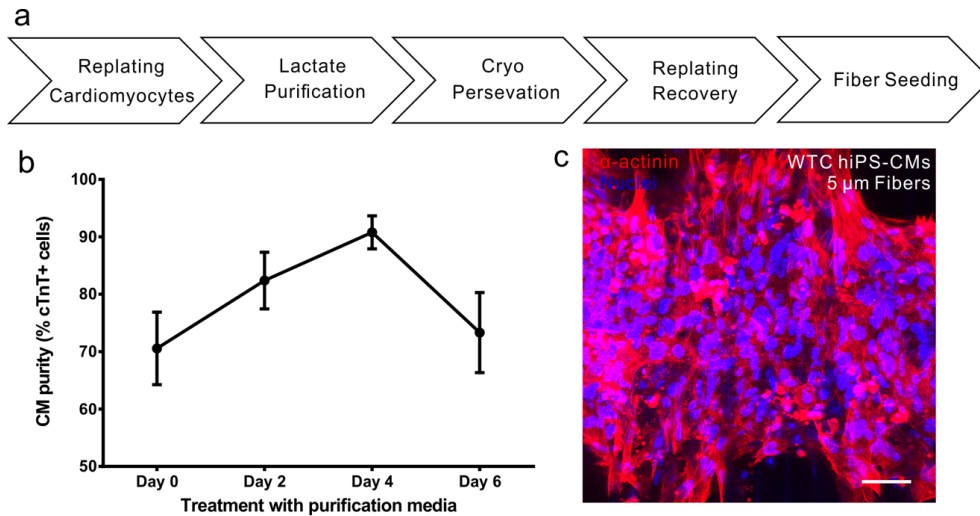 a
Replating
Cardiomyocytes
Lactate
Purification
Cryo
Persevation
Replating
Recovery
Fiber Seeding
b
CM purity (% cTnT+ cells)
100
90
80
70
60
50
Day 0
Day 2
Day 4
Day 6
Treatment with purification media
c
α-actinin
Nuclei
WTC hiPS-CMs
5 μm Fibers